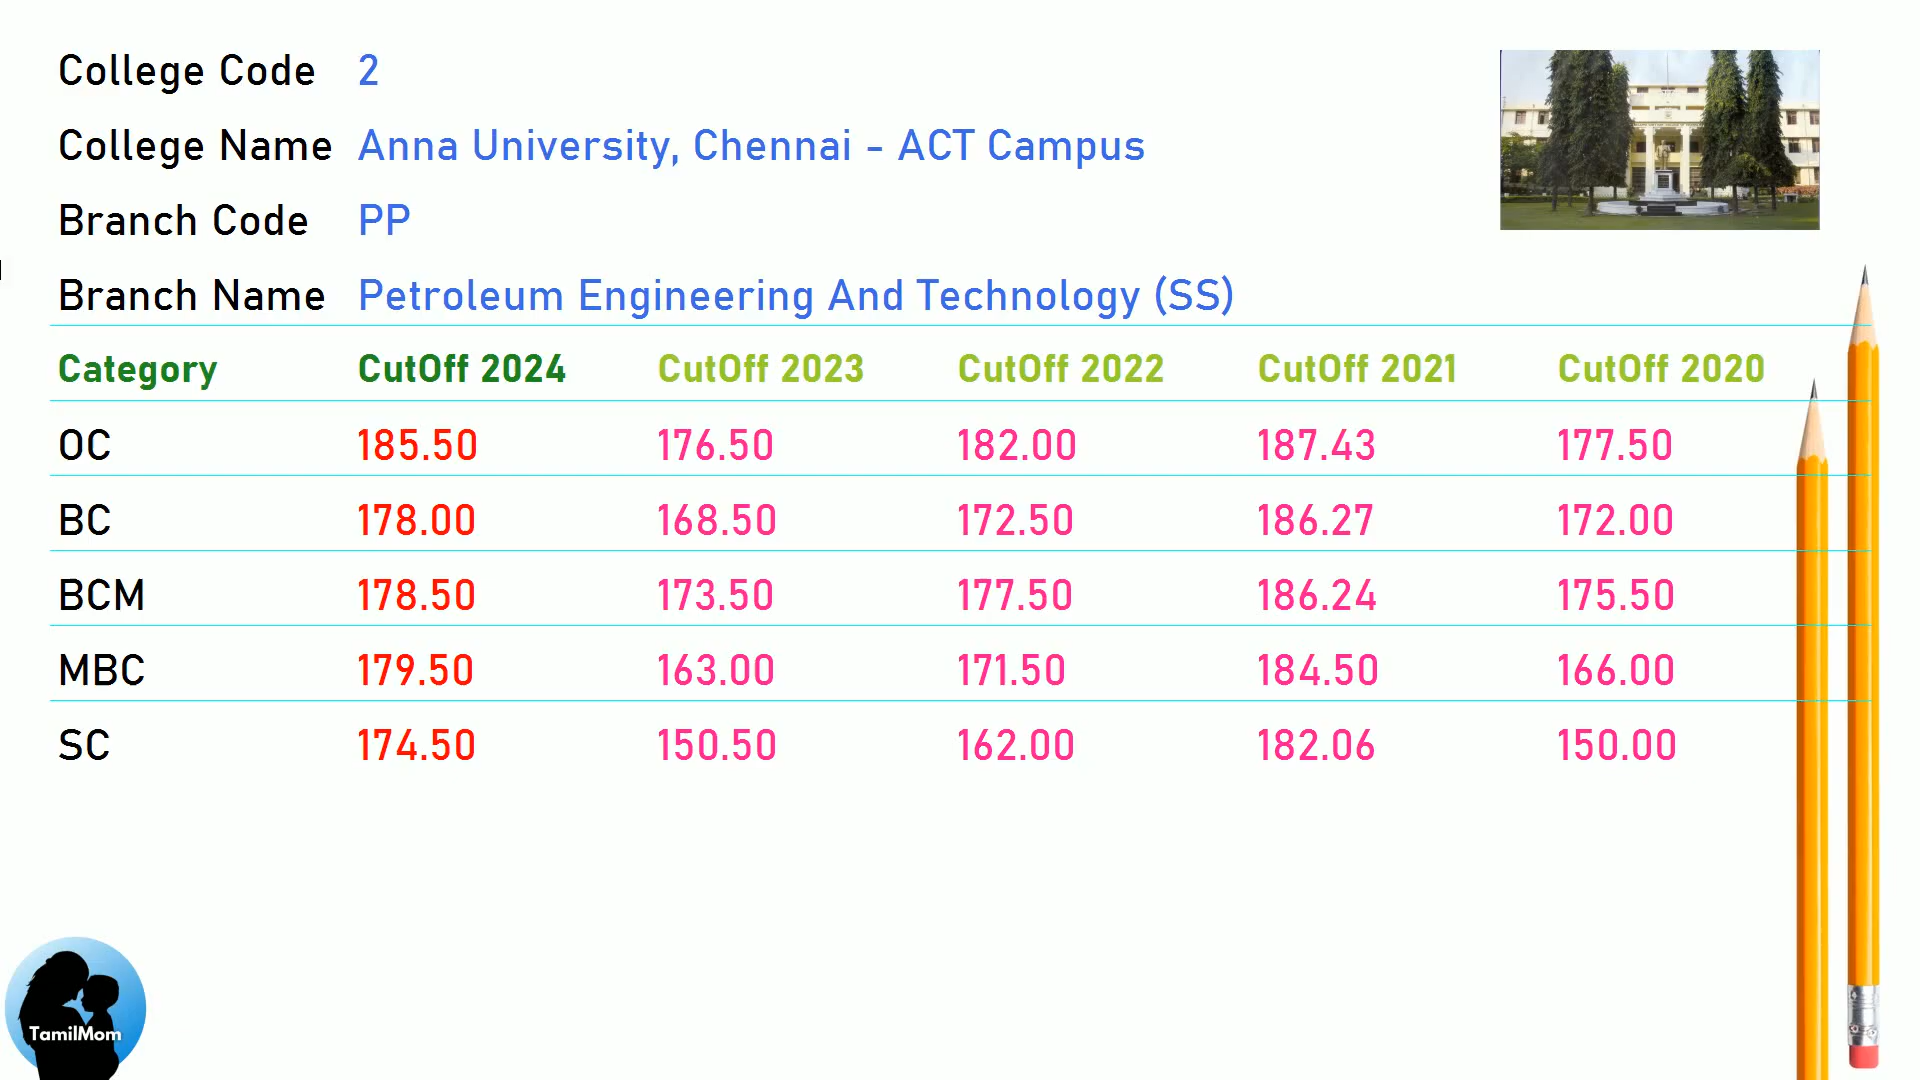 College Code 2
College Name Anna University, Chennai - ACT Campus
Branch Code PP
Branch Name Petroleum Engineering And Technology (SS)
Category CutOff 2024 CutOff 2023 CutOff 2022 CutOff 2021 CutOff 2020
OC 185.50 176.50 182.00 187.43 177.50
BC 178.00 168.50 172.50 186.27 172.00
BCM 178.50 173.50 177.50 186.24 175.50
MBC 179.50 163.00 171.50 184.50 166.00
SC 174.50 150.50 162.00 182.06 150.00
TamilMom